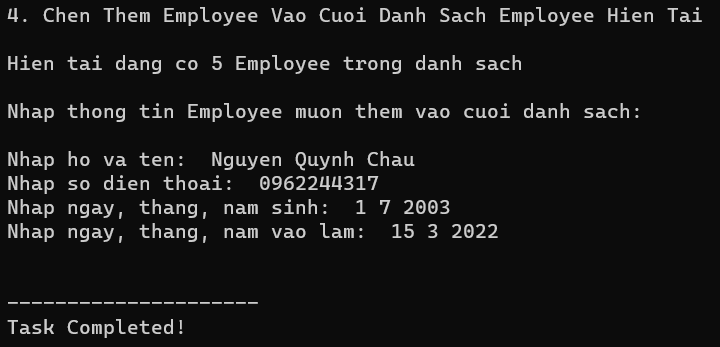 4. Chen Them Employee Vao Cuoi Danh Sach Employee Hien Tai
Hien tai dang co 5 Employee trong danh sach
Nhap thong tin Employee muon them vao cuoi danh sach:
Nhap ho va ten:  Nguyen Quynh Chau
Nhap so dien thoai:  0962244317
Nhap ngay, thang, nam sinh:  1 7 2003
Nhap ngay, thang, nam vao lam:  15 3 2022
---------------------
Task Completed!